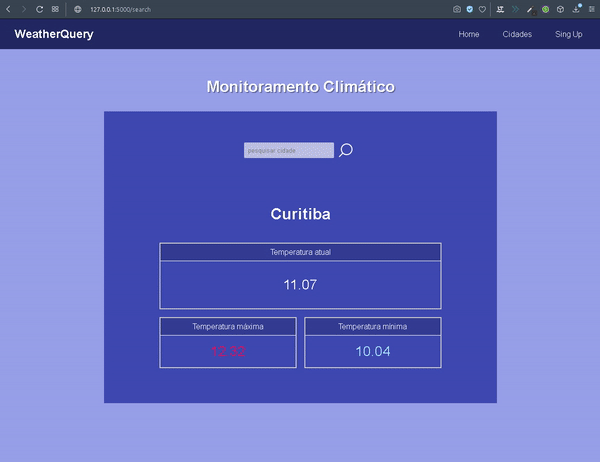 127.0.0.1:5000/search
WeatherQuery
Home Cidades Sing Up
Monitoramento Climático
pesquisar cidade
Curitiba
Temperatura atual
11.07
Temperatura máxima Temperatura mínima
12.82 10.04